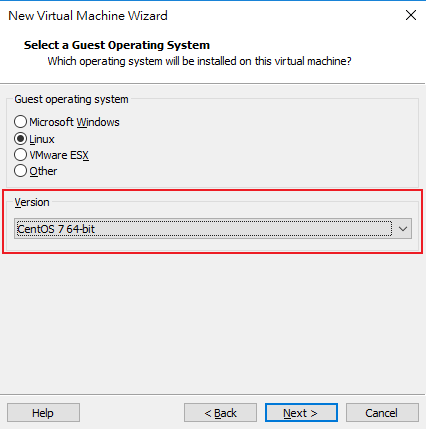 New Virtual Machine Wizard
Select a Guest Operating System
Which operating system will be installed on this virtual machine?
Guest operating system
Microsoft Windows
Linux
VMware ESX
Other
Version
CentOS 7 64-bit
Help
< Back
Next >
Cancel